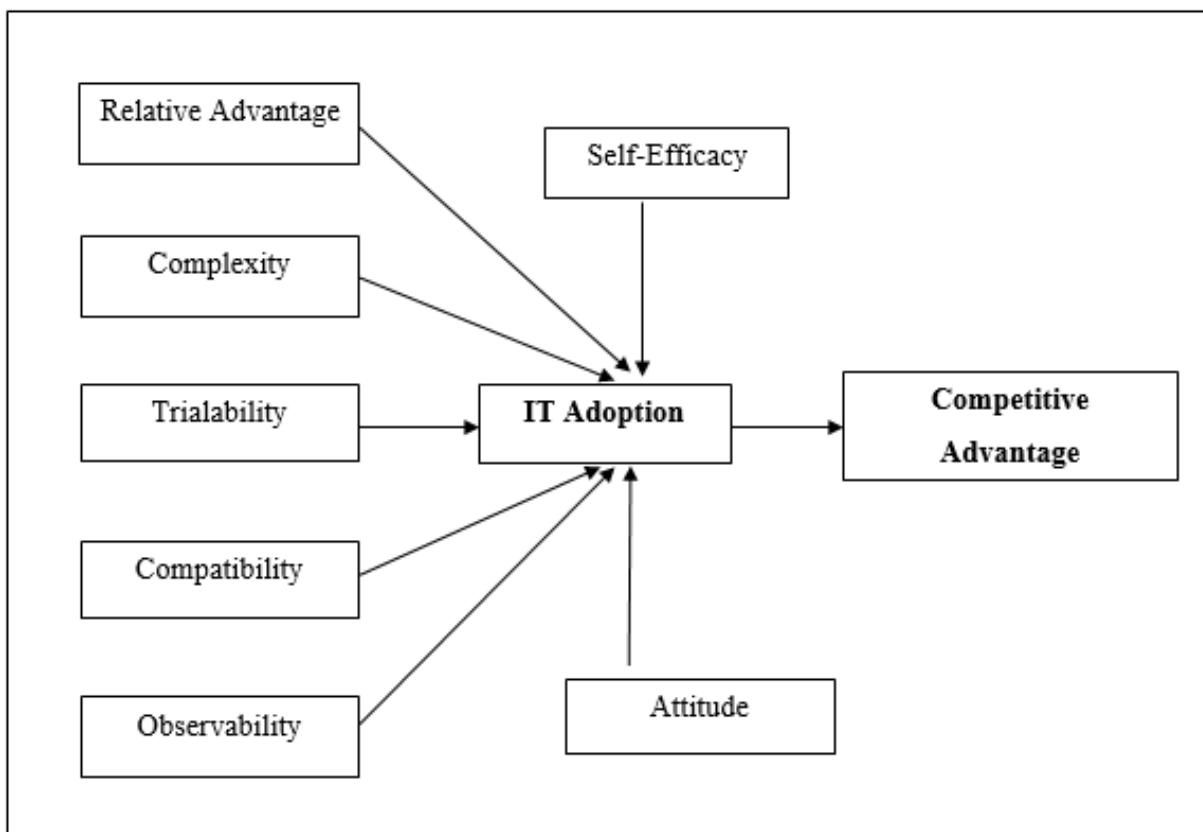 Relative Advantage
Self-Efficacy
Complexity
Trialability
IT Adoption
Competitive
Advantage
Compatibility
Observability
Attitude